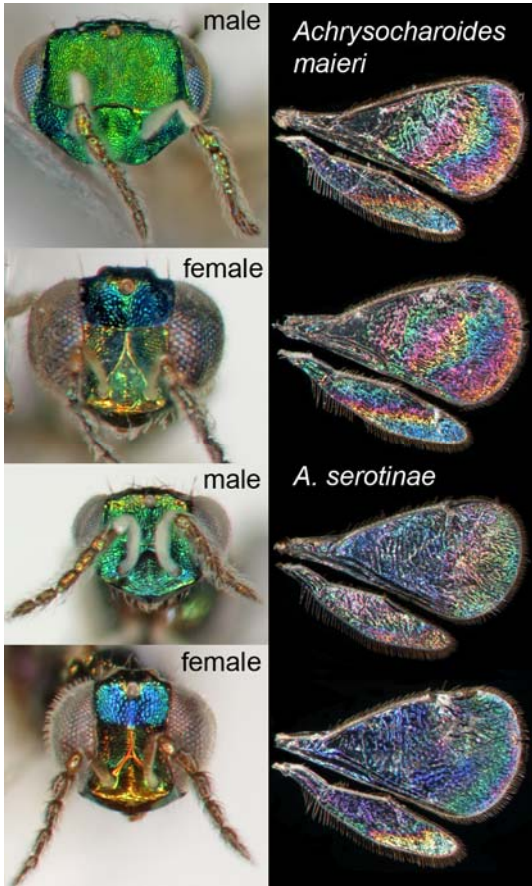 male
Achrysocharoides
maieri
female
male
A. serotinae
female